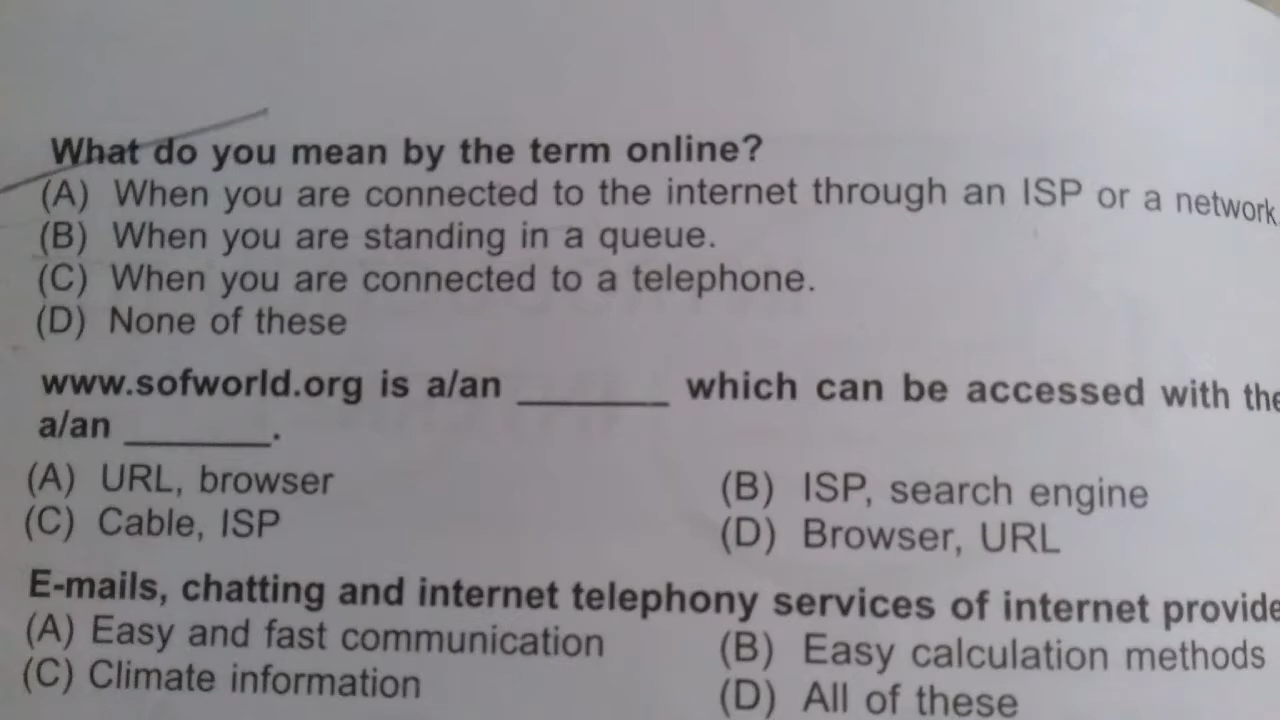 What do you mean by the term online?
(A) When you are connected to the internet through an ISP or a network
(B) When you are standing in a queue.
(C) When you are connected to a telephone.
(D) None of these
www.sofworld.org is a/an ________ which can be accessed with the
a/an ________.
(A) URL, browser (B) ISP, search engine
(C) Cable, ISP (D) Browser, URL
E-mails, chatting and internet telephony services of internet provide
(A) Easy and fast communication (B) Easy calculation methods
(C) Climate information (D) All of these